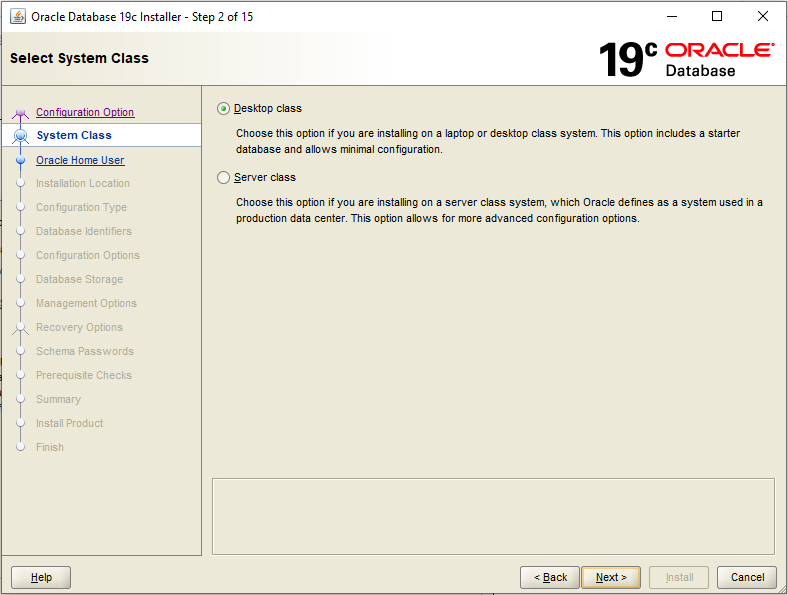 Oracle Database 19c Installer - Step 2 of 15
Select System Class
19c ORACLE
Database
Configuration Option
System Class
Oracle Home User
Installation Location
Configuration Type
Database Identifiers
Configuration Options
Database Storage
Management Options
Recovery Options
Schema Passwords
Prerequisite Checks
Summary
Install Product
Finish
Desktop class
Choose this option if you are installing on a laptop or desktop class system. This option includes a starter
database and allows minimal configuration.
Server class
Choose this option if you are installing on a server class system, which Oracle defines as a system used in a
production data center. This option allows for more advanced configuration options.
Help
< Back
Next >
Install
Cancel